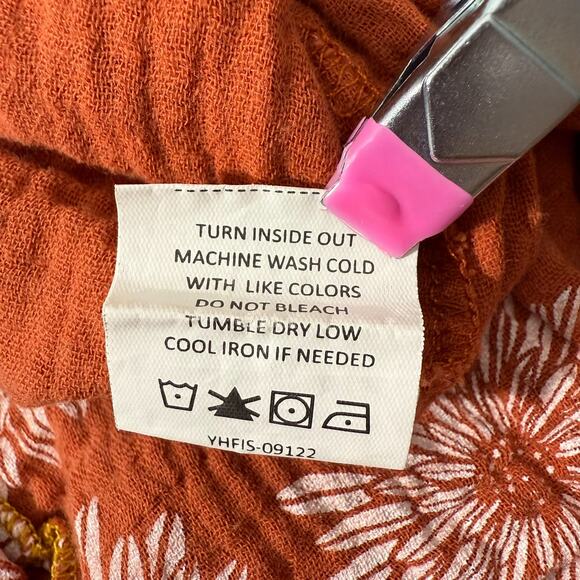 TURN INSIDE OUT
MACHINE WASH COLD
WITH LIKE COLORS
DO NOT BLEACH
TUMBLE DRY LOW
COOL IRON IF NEEDED
YHFIS-09122